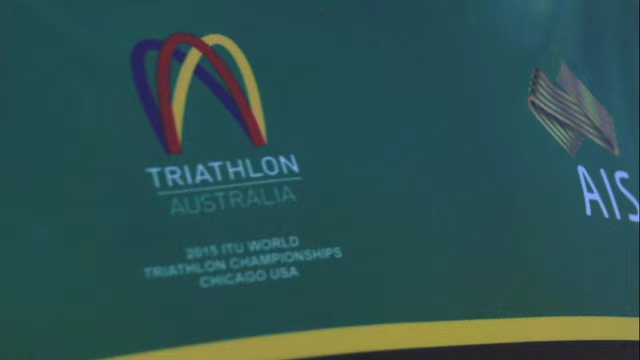 TRIATHLON
AUSTRALIA
2015 ITU WORLD
TRIATHLON CHAMPIONSHIPS
CHICAGO USA
AIS